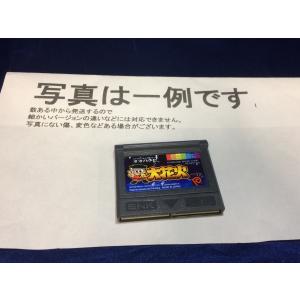 写真は一例です
数ある中から発送するので
細かいバージョンの違いなどには対応できません。
写真にない傷、変色などある場合がございます。
大花火
SNK